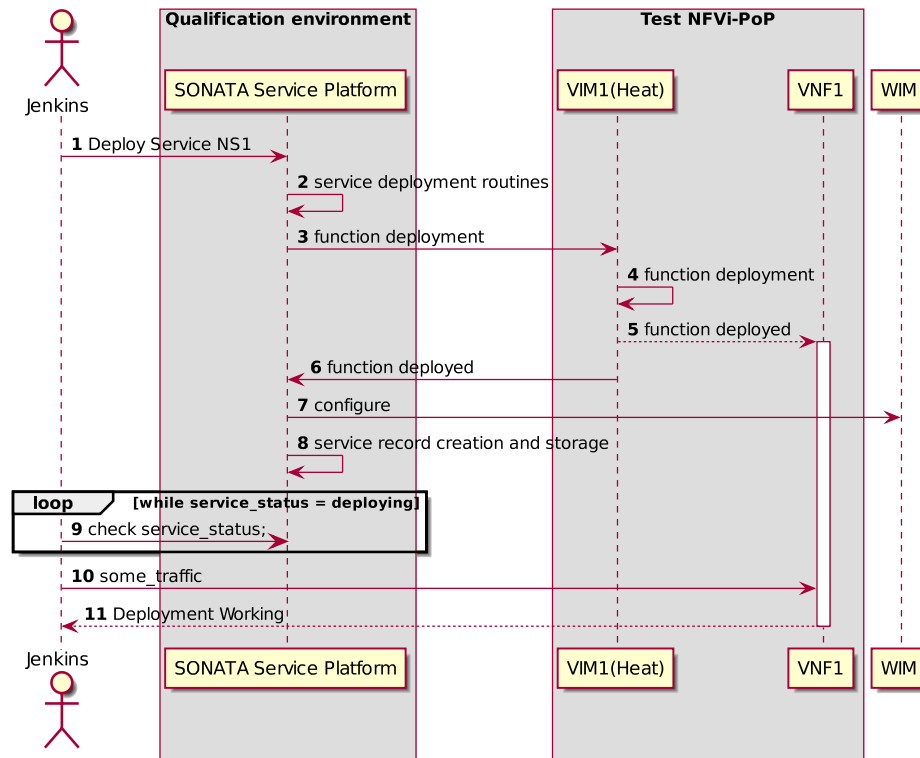 Qualification environment
Test NFVi-PoP
Jenkins
SONATA Service Platform
VIM1(Heat)
VNF1
WIM
1 Deploy Service NS1
2 service deployment routines
3 function deployment
4 function deployment
5 function deployed
6 function deployed
7 configure
8 service record creation and storage
loop [while service_status = deploying]
9 check service_status;
10 some_traffic
11 Deployment Working
Jenkins
SONATA Service Platform
VIM1(Heat)
VNF1
WIM